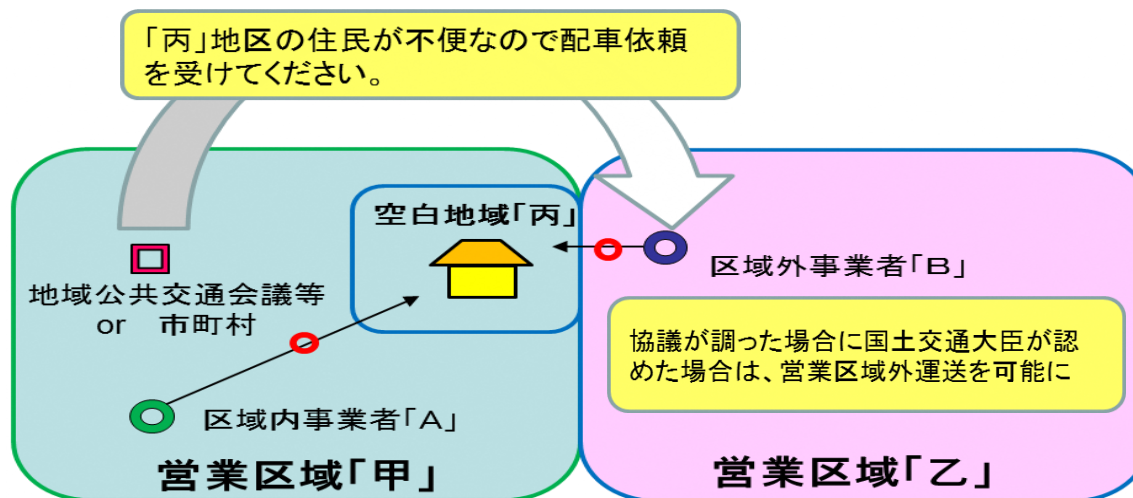 「丙」地区の住民が不便なので配車依頼
を受けてください。
空白地域「丙」
地域公共交通会議等
or 市町村
区域外事業者「B」
協議が調った場合に国土交通大臣が認
めた場合は、営業区域外運送を可能に
区域内事業者「A」
営業区域「甲」
営業区域「乙」